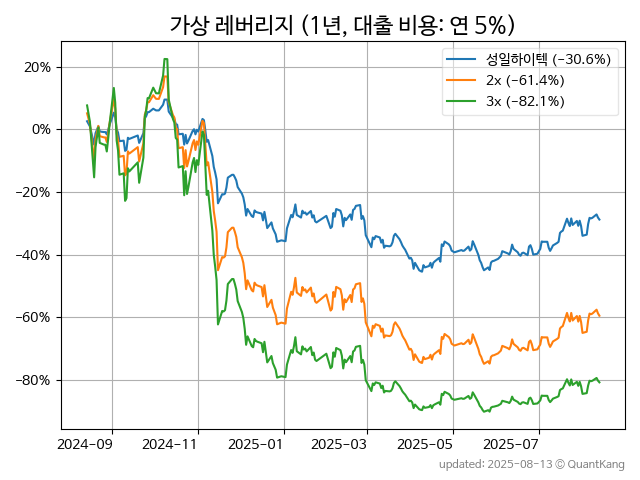 가상 레버리지 (1년, 대출 비용: 연 5%)
성일하이텍 (−30.6%)
2x (−61.4%)
3x (−82.1%)
20%
0%
−20%
−40%
−60%
−80%
2024-09 2024-11 2025-01 2025-03 2025-05 2025-07
updated: 2025-08-13 ⓒ QuantKang